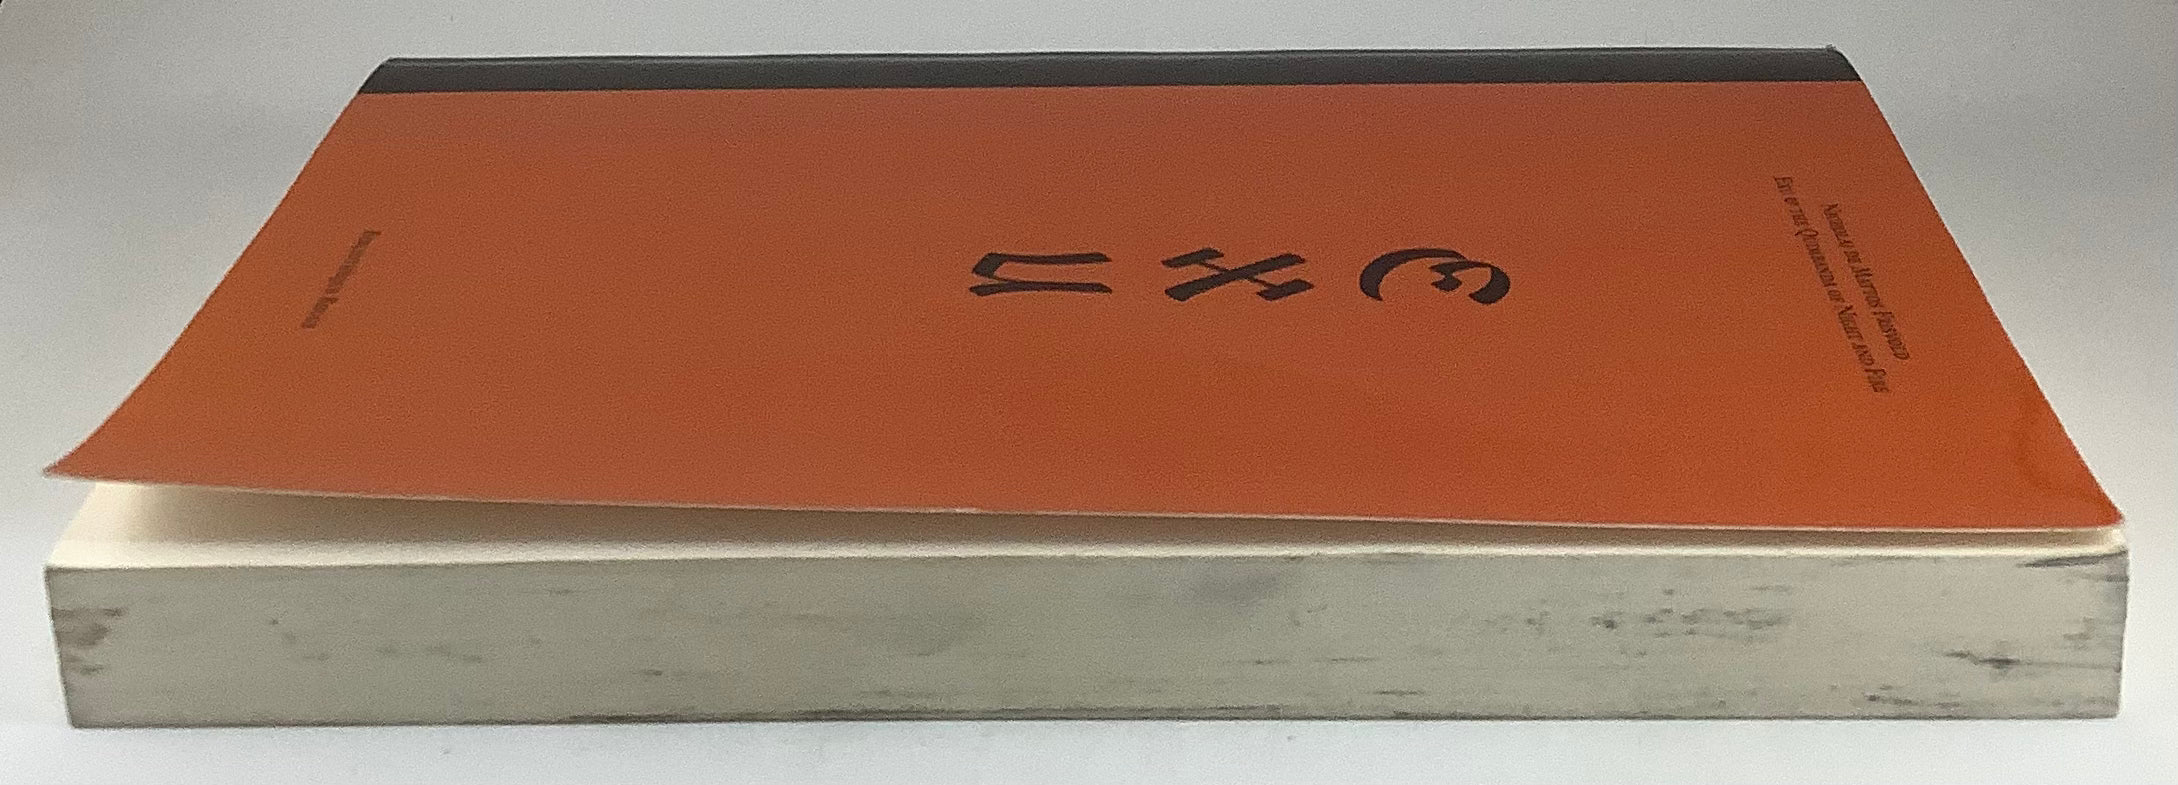 Nicholaj de Mattos Frisvold
Exu & the Quimbanda of Night and Fire
EXU